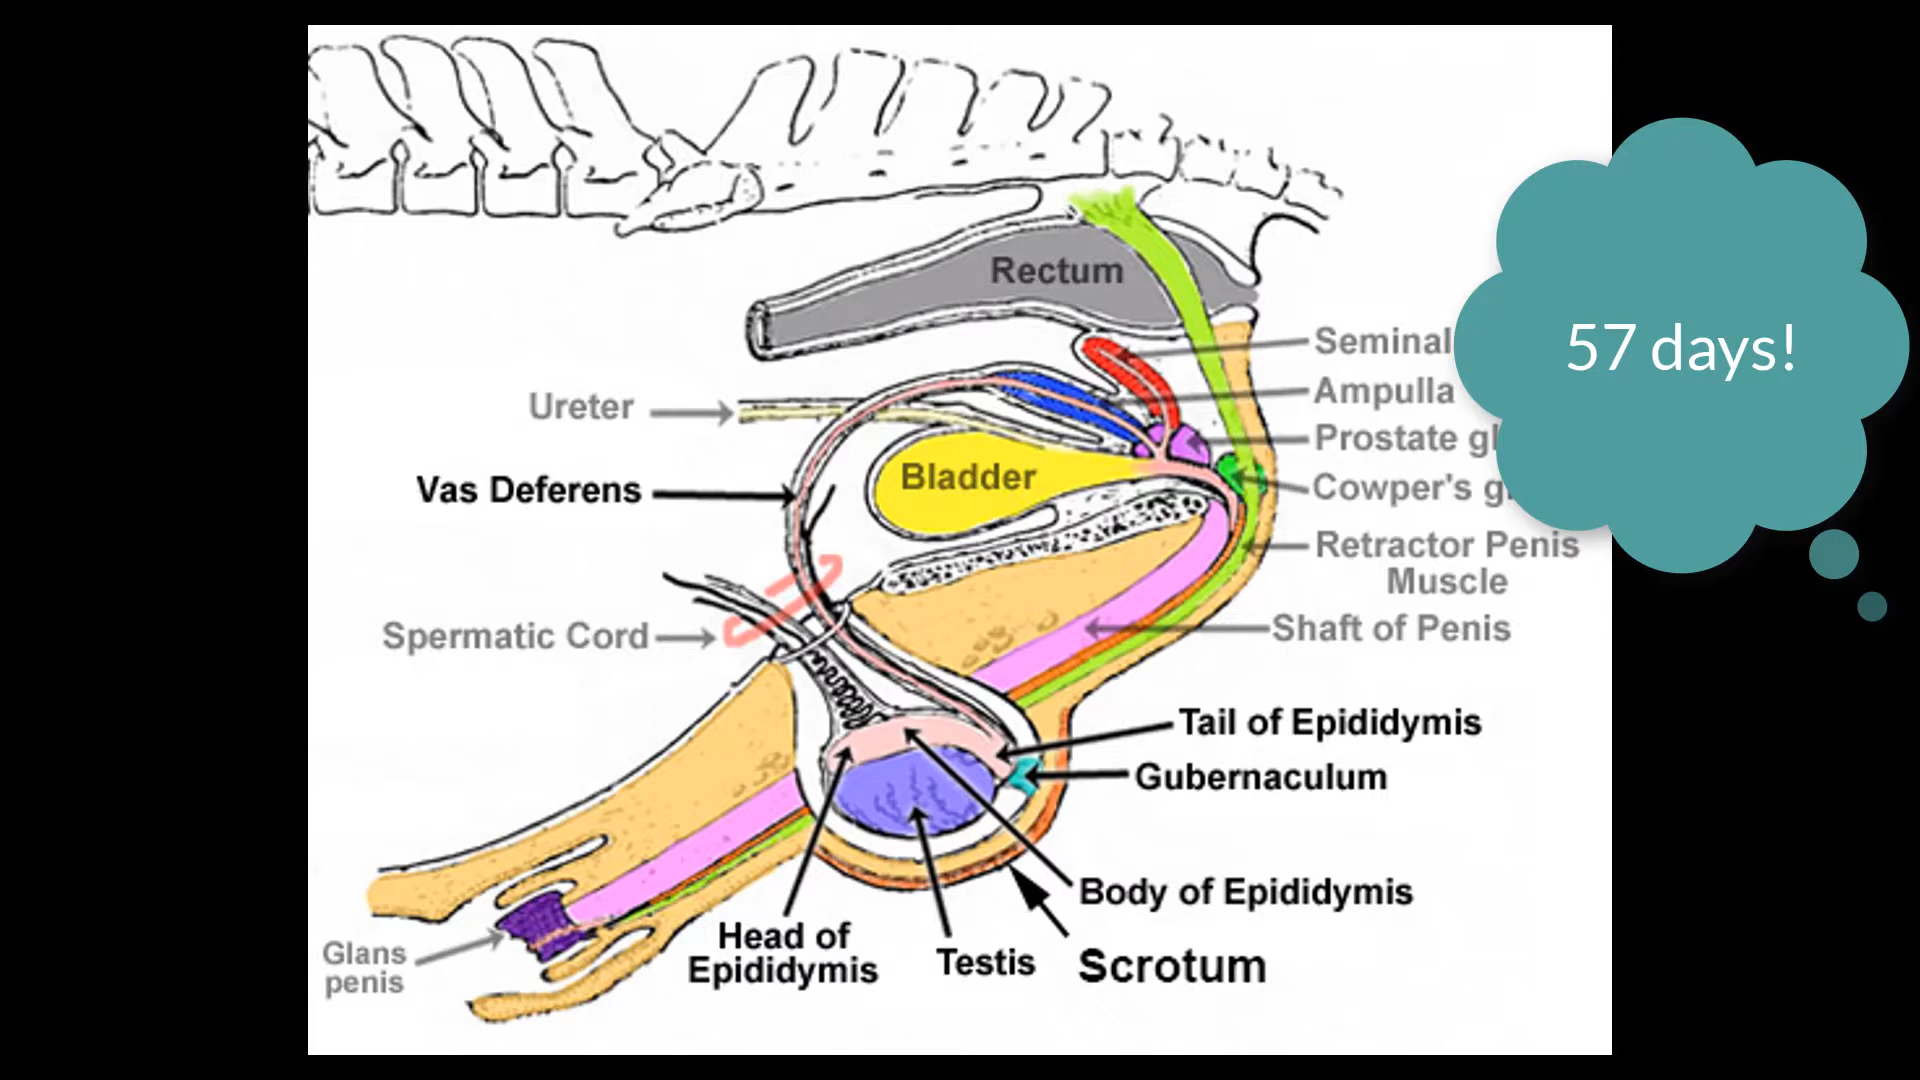 Rectum
Seminal
57 days!
Ureter
Ampulla
Prostate
Bladder
Vas Deferens
Cowper's
Retractor Penis
Muscle
Spermatic Cord
Shaft of Penis
Tail of Epididymis
Gubernaculum
Body of Epididymis
Head of
Epididymis
Testis
Scrotum
Glans
penis